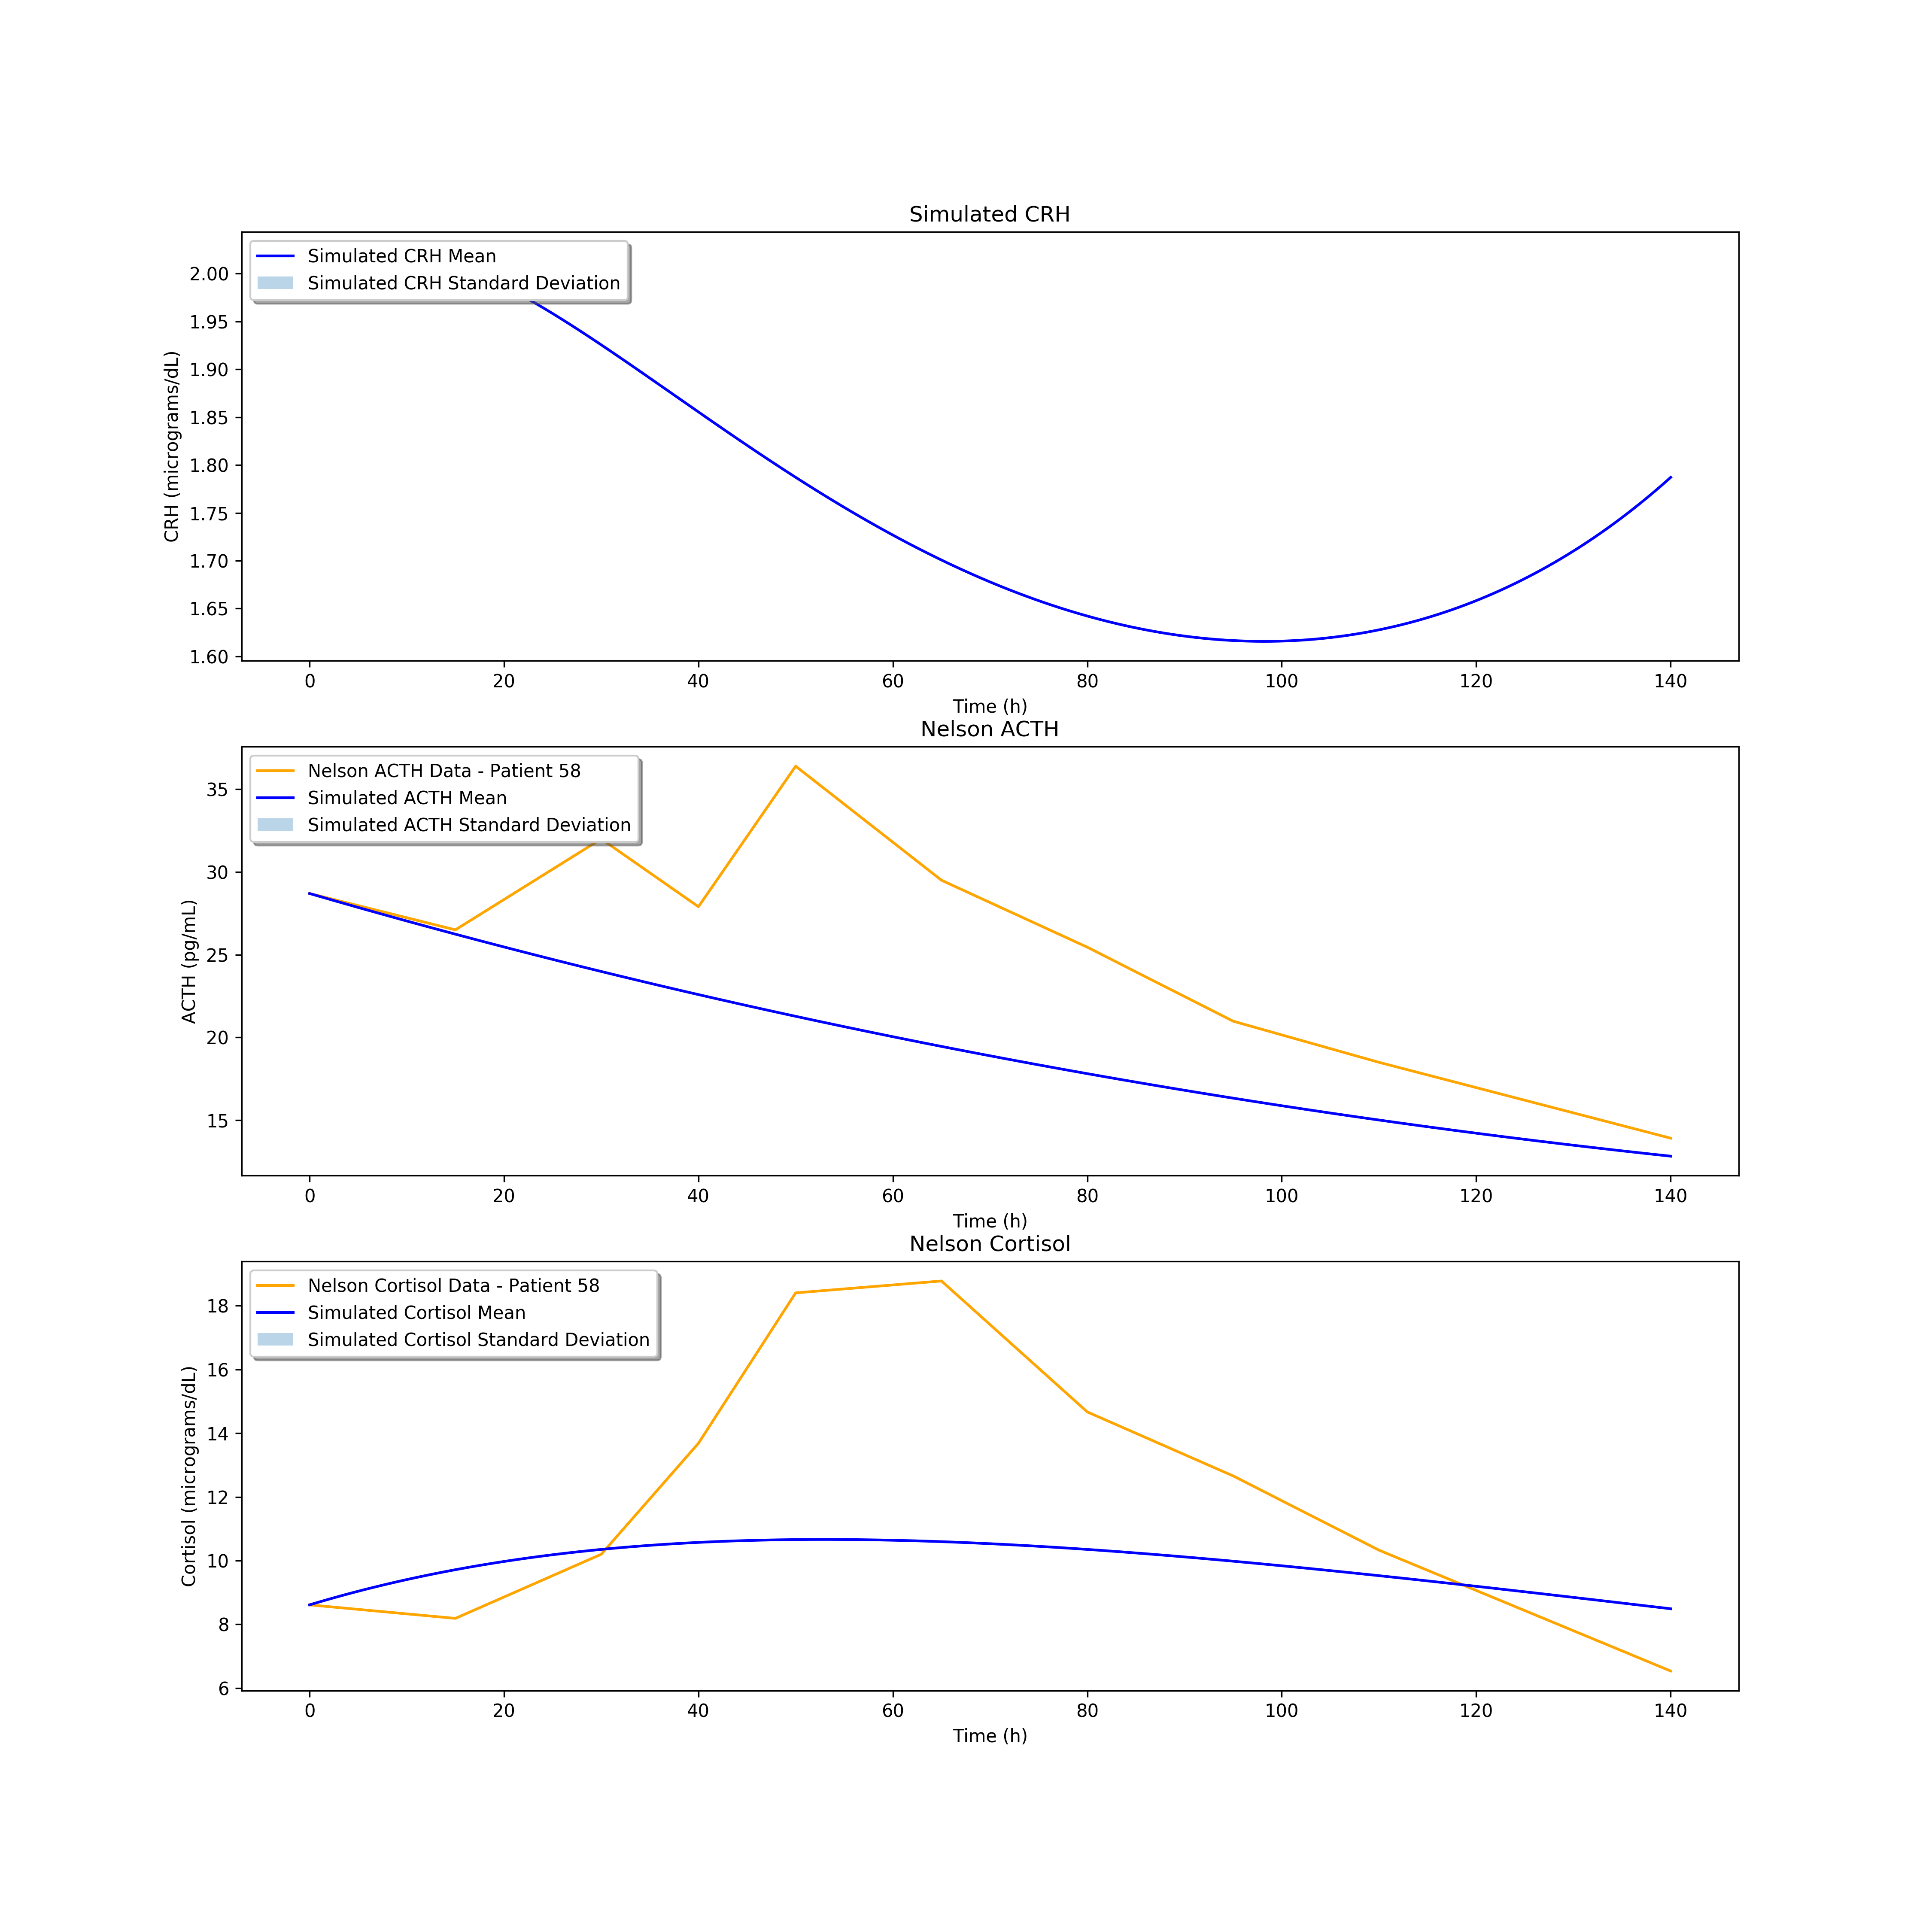 Simulated CRH
Simulated CRH Mean
Simulated CRH Standard Deviation
CRH (micrograms/dL)
2.00
1.95
1.90
1.85
1.80
1.75
1.70
1.65
1.60
0 20 40 60 80 100 120 140
Time (h)
Nelson ACTH
Nelson ACTH Data - Patient 58
Simulated ACTH Mean
Simulated ACTH Standard Deviation
ACTH (pg/mL)
35
30
25
20
15
0 20 40 60 80 100 120 140
Time (h)
Nelson Cortisol
Nelson Cortisol Data - Patient 58
Simulated Cortisol Mean
Simulated Cortisol Standard Deviation
Cortisol (micrograms/dL)
18
16
14
12
10
8
6
0 20 40 60 80 100 120 140
Time (h)